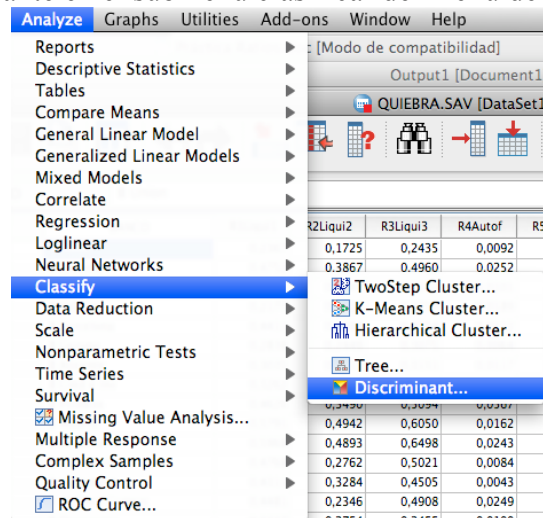 Analyze Graphs Utilities Add-ons Window Help
Reports
[Modo de compatibilidad]
Descriptive Statistics
Output1 [Document1
Tables
QUIEBRA.SAV [DataSet1
Compare Means
General Linear Model
Generalized Linear Models
Mixed Models
Correlate
Regression
R2Liqui2 R3Liqui3 R4Autof R5
Loglinear
0,1725 0,2435 0,0092
Neural Networks
0,3867 0,4960 0,0252
Classify
TwoStep Cluster...
Data Reduction
K-Means Cluster...
Scale
Hierarchical Cluster...
Nonparametric Tests
Time Series
Tree...
Survival
Discriminant...
Missing Value Analysis...
0,4942 0,6050 0,0162
Multiple Response
0,4893 0,6498 0,0243
Complex Samples
0,2762 0,5021 0,0084
Quality Control
0,3284 0,4505 0,0043
ROC Curve...
0,2346 0,4908 0,0249